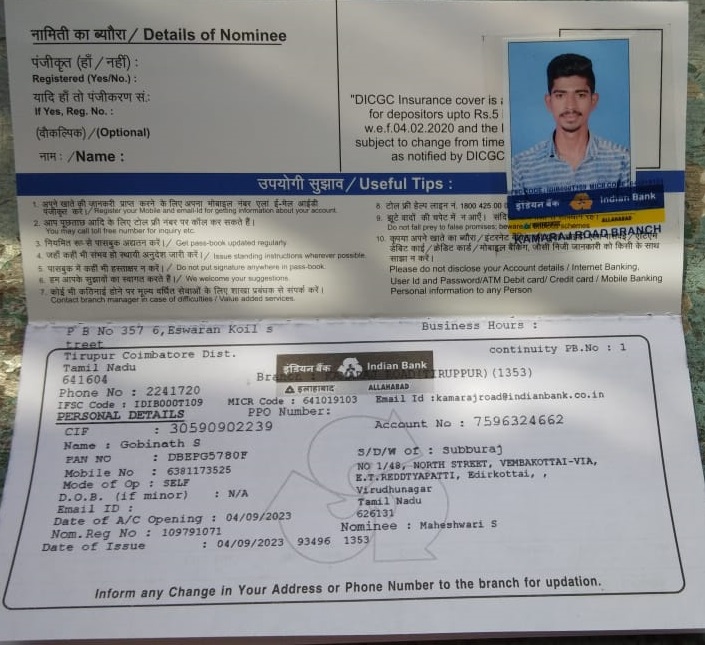 नामिती का ब्यौरा / Details of Nominee
पंजीकृत (हाँ / नहीं) :
Registered (Yes/No.) :
यादि हाँ तो पंजीकरण सं:
If Yes, Reg. No. :
(वैकल्पिक) / (Optional)
नाम : /Name :
"DICGC Insurance cover is
for depositors upto Rs.5
w.e.f.04.02.2020 and the
subject to change from time
as notified by DICGC
इंडियन बैंक Indian Bank
ALLAHABAD
KAMARAJ ROAD BRANCH
उपयोगी सुझाव / Useful Tips :
1. अपने खाते की जानकारी प्राप्त करने के लिए अपना मोबाईल नंबर एवं ई-मेल आईडी
पंजीकृत करें।/ Register your Mobile and email-Id for getting information about your account.
2. आप पूछताछ आदि के लिए टोल फ्री नंबर पर कॉल कर सकते हैं।
You may call toll free number for inquiry etc.
3. नियमित रूप से पासबुक अद्यतन करें।/ Get pass-book updated regularly.
4. जहाँ कहीं भी संभव हो स्थायी अनुदेश जारी करें।/ Issue standing instructions wherever possible.
5. पासबुक में कहीं भी हस्ताक्षर न करें।/ Do not put signature anywhere in pass-book.
6. हम आपके सुझावों का स्वागत करते हैं।/ We welcome your suggestions.
7. कोई भी कठिनाई होने पर मूल्य वर्धित सेवाओं के लिए शाखा प्रबंधक से संपर्क करें।/
Contact branch manager in case of difficulties / Value added services.
8. टोल फ्री हेल्प लाइन नं. 1800 425 00
9. झूटे वादों की चपेट में न आएं।
Do not fall prey to false promises;
10. कृपया अपने खाते का ब्यौरा / इंटरनेट
डेबिट कार्ड / क्रेडिट कार्ड / मोबाइल बैंकिंग, जैसी निजी जानकारी को किसी के साथ
साझा न करें।
Please do not disclose your Account details / Internet Banking,
User Id and Password/ATM Debit card/ Credit card / Mobile Banking
Personal information to any Person
P B No 357 6,Eswaran Koil s
treet
Business Hours :
Tirupur Coimbatore Dist.
continuity PB.No : 1
Tamil Nadu
641604
इंडियन बैंक Indian Bank
इलाहाबाद ALLAHABAD
(1353)
Phone No : 2241720
IFSC Code : IDIB000T109 MICR Code : 641019103 Email Id :kamarajroad@indianbank.co.in
PERSONAL DETAILS PPO Number:
CIF : 30590902239 Account No : 7596324662
Name : Gobinath S S/D/W of : Subburaj
PAN NO : DBEPG5780F NO 1/48, NORTH STREET, VEMBAKOTTAI-VIA,
Mobile No : 6381173525 E.T.REDDTYAPATTI, Edirkottai, ,
Mode of Op : SELF Virudhunagar
D.O.B. (if minor) : N/A Tamil Nadu
Email ID : 626131
Date of A/C Opening : 04/09/2023 Nominee : Maheshwari S
Nom.Reg No : 109791071
Date of Issue : 04/09/2023 93496 1353
Inform any Change in Your Address or Phone Number to the branch for updation.